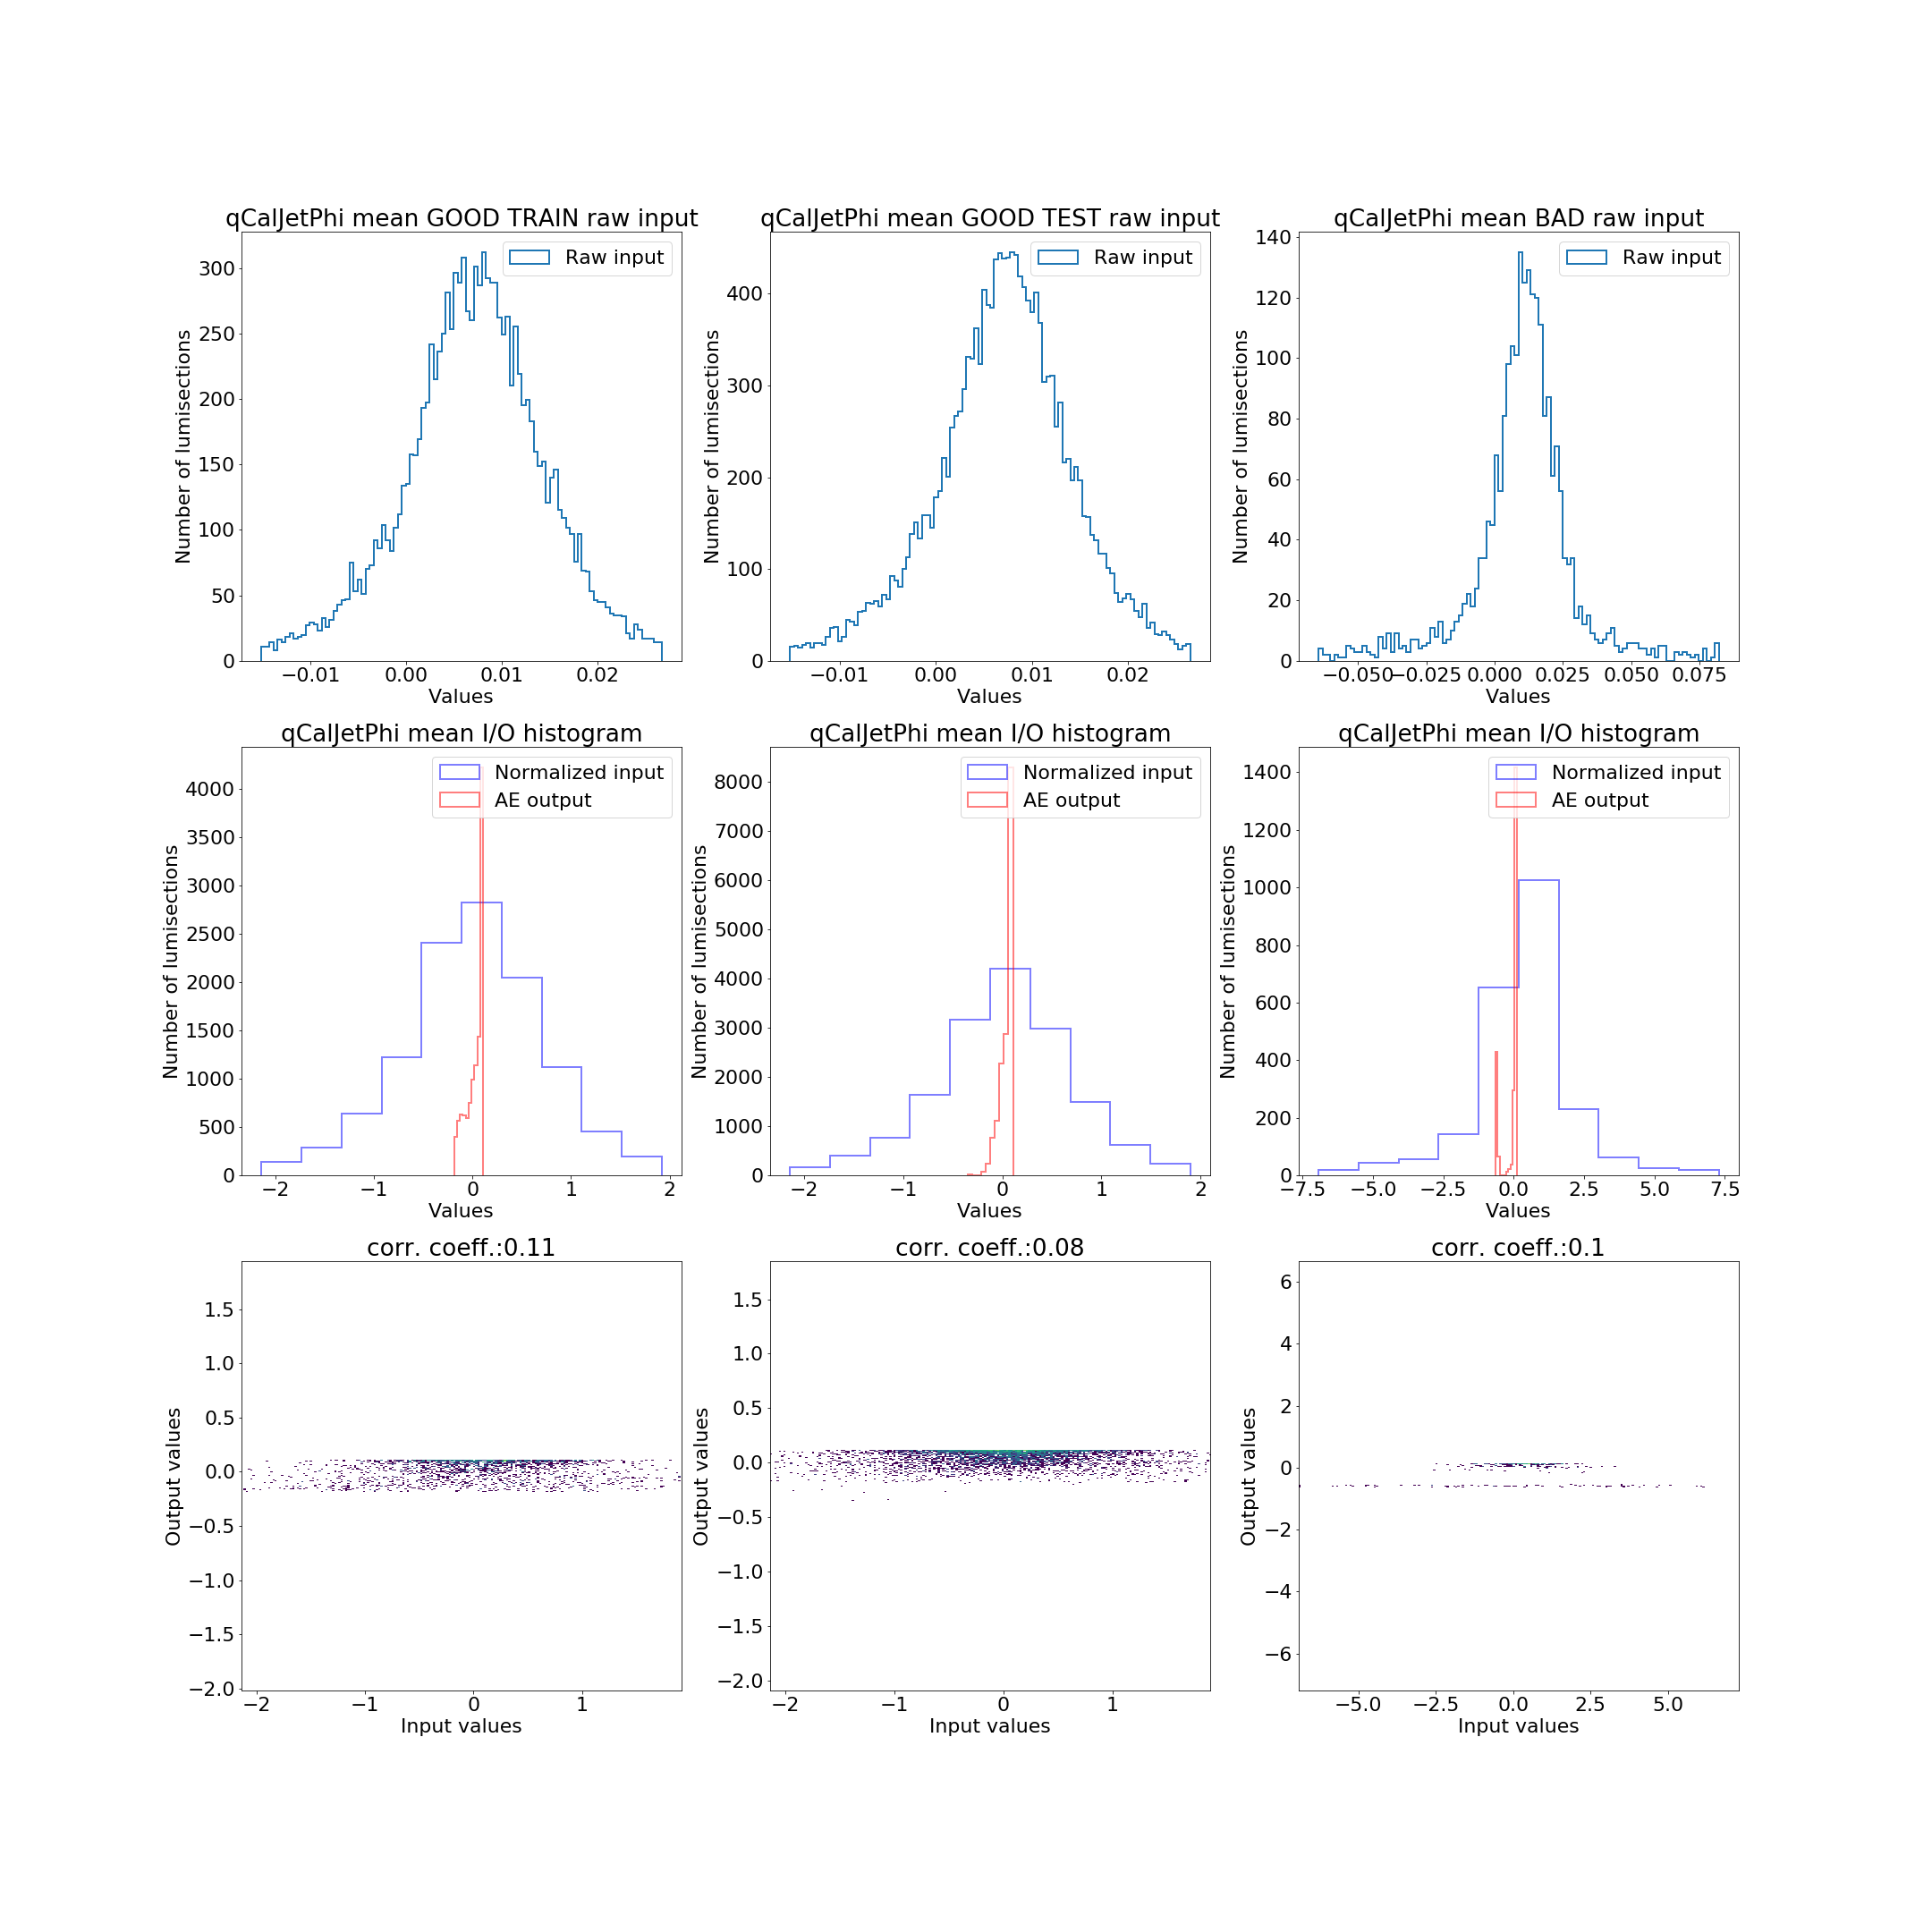 qCalJetPhi mean GOOD TRAIN raw input
Raw input
Number of lumisections
300
250
200
150
100
50
0
−0.01 0.00 0.01 0.02
Values
qCalJetPhi mean GOOD TEST raw input
Raw input
Number of lumisections
400
300
200
100
0
−0.01 0.00 0.01 0.02
Values
qCalJetPhi mean BAD raw input
Raw input
Number of lumisections
140
120
100
80
60
40
20
0
−0.050 −0.025 0.000 0.025 0.050 0.075
Values
qCalJetPhi mean I/O histogram
Normalized input
AE output
Number of lumisections
4000
3500
3000
2500
2000
1500
1000
500
0
−2 −1 0 1 2
Values
qCalJetPhi mean I/O histogram
Normalized input
AE output
Number of lumisections
8000
7000
6000
5000
4000
3000
2000
1000
0
−2 −1 0 1 2
Values
qCalJetPhi mean I/O histogram
Normalized input
AE output
Number of lumisections
1400
1200
1000
800
600
400
200
0
−7.5 −5.0 −2.5 0.0 2.5 5.0 7.5
Values
corr. coeff.:0.11
Output values
1.5
1.0
0.5
0.0
−0.5
−1.0
−1.5
−2.0
−2 −1 0 1
Input values
corr. coeff.:0.08
Output values
1.5
1.0
0.5
0.0
−0.5
−1.0
−1.5
−2.0
−2 −1 0 1
Input values
corr. coeff.:0.1
Output values
6
4
2
0
−2
−4
−6
−5.0 −2.5 0.0 2.5 5.0
Input values